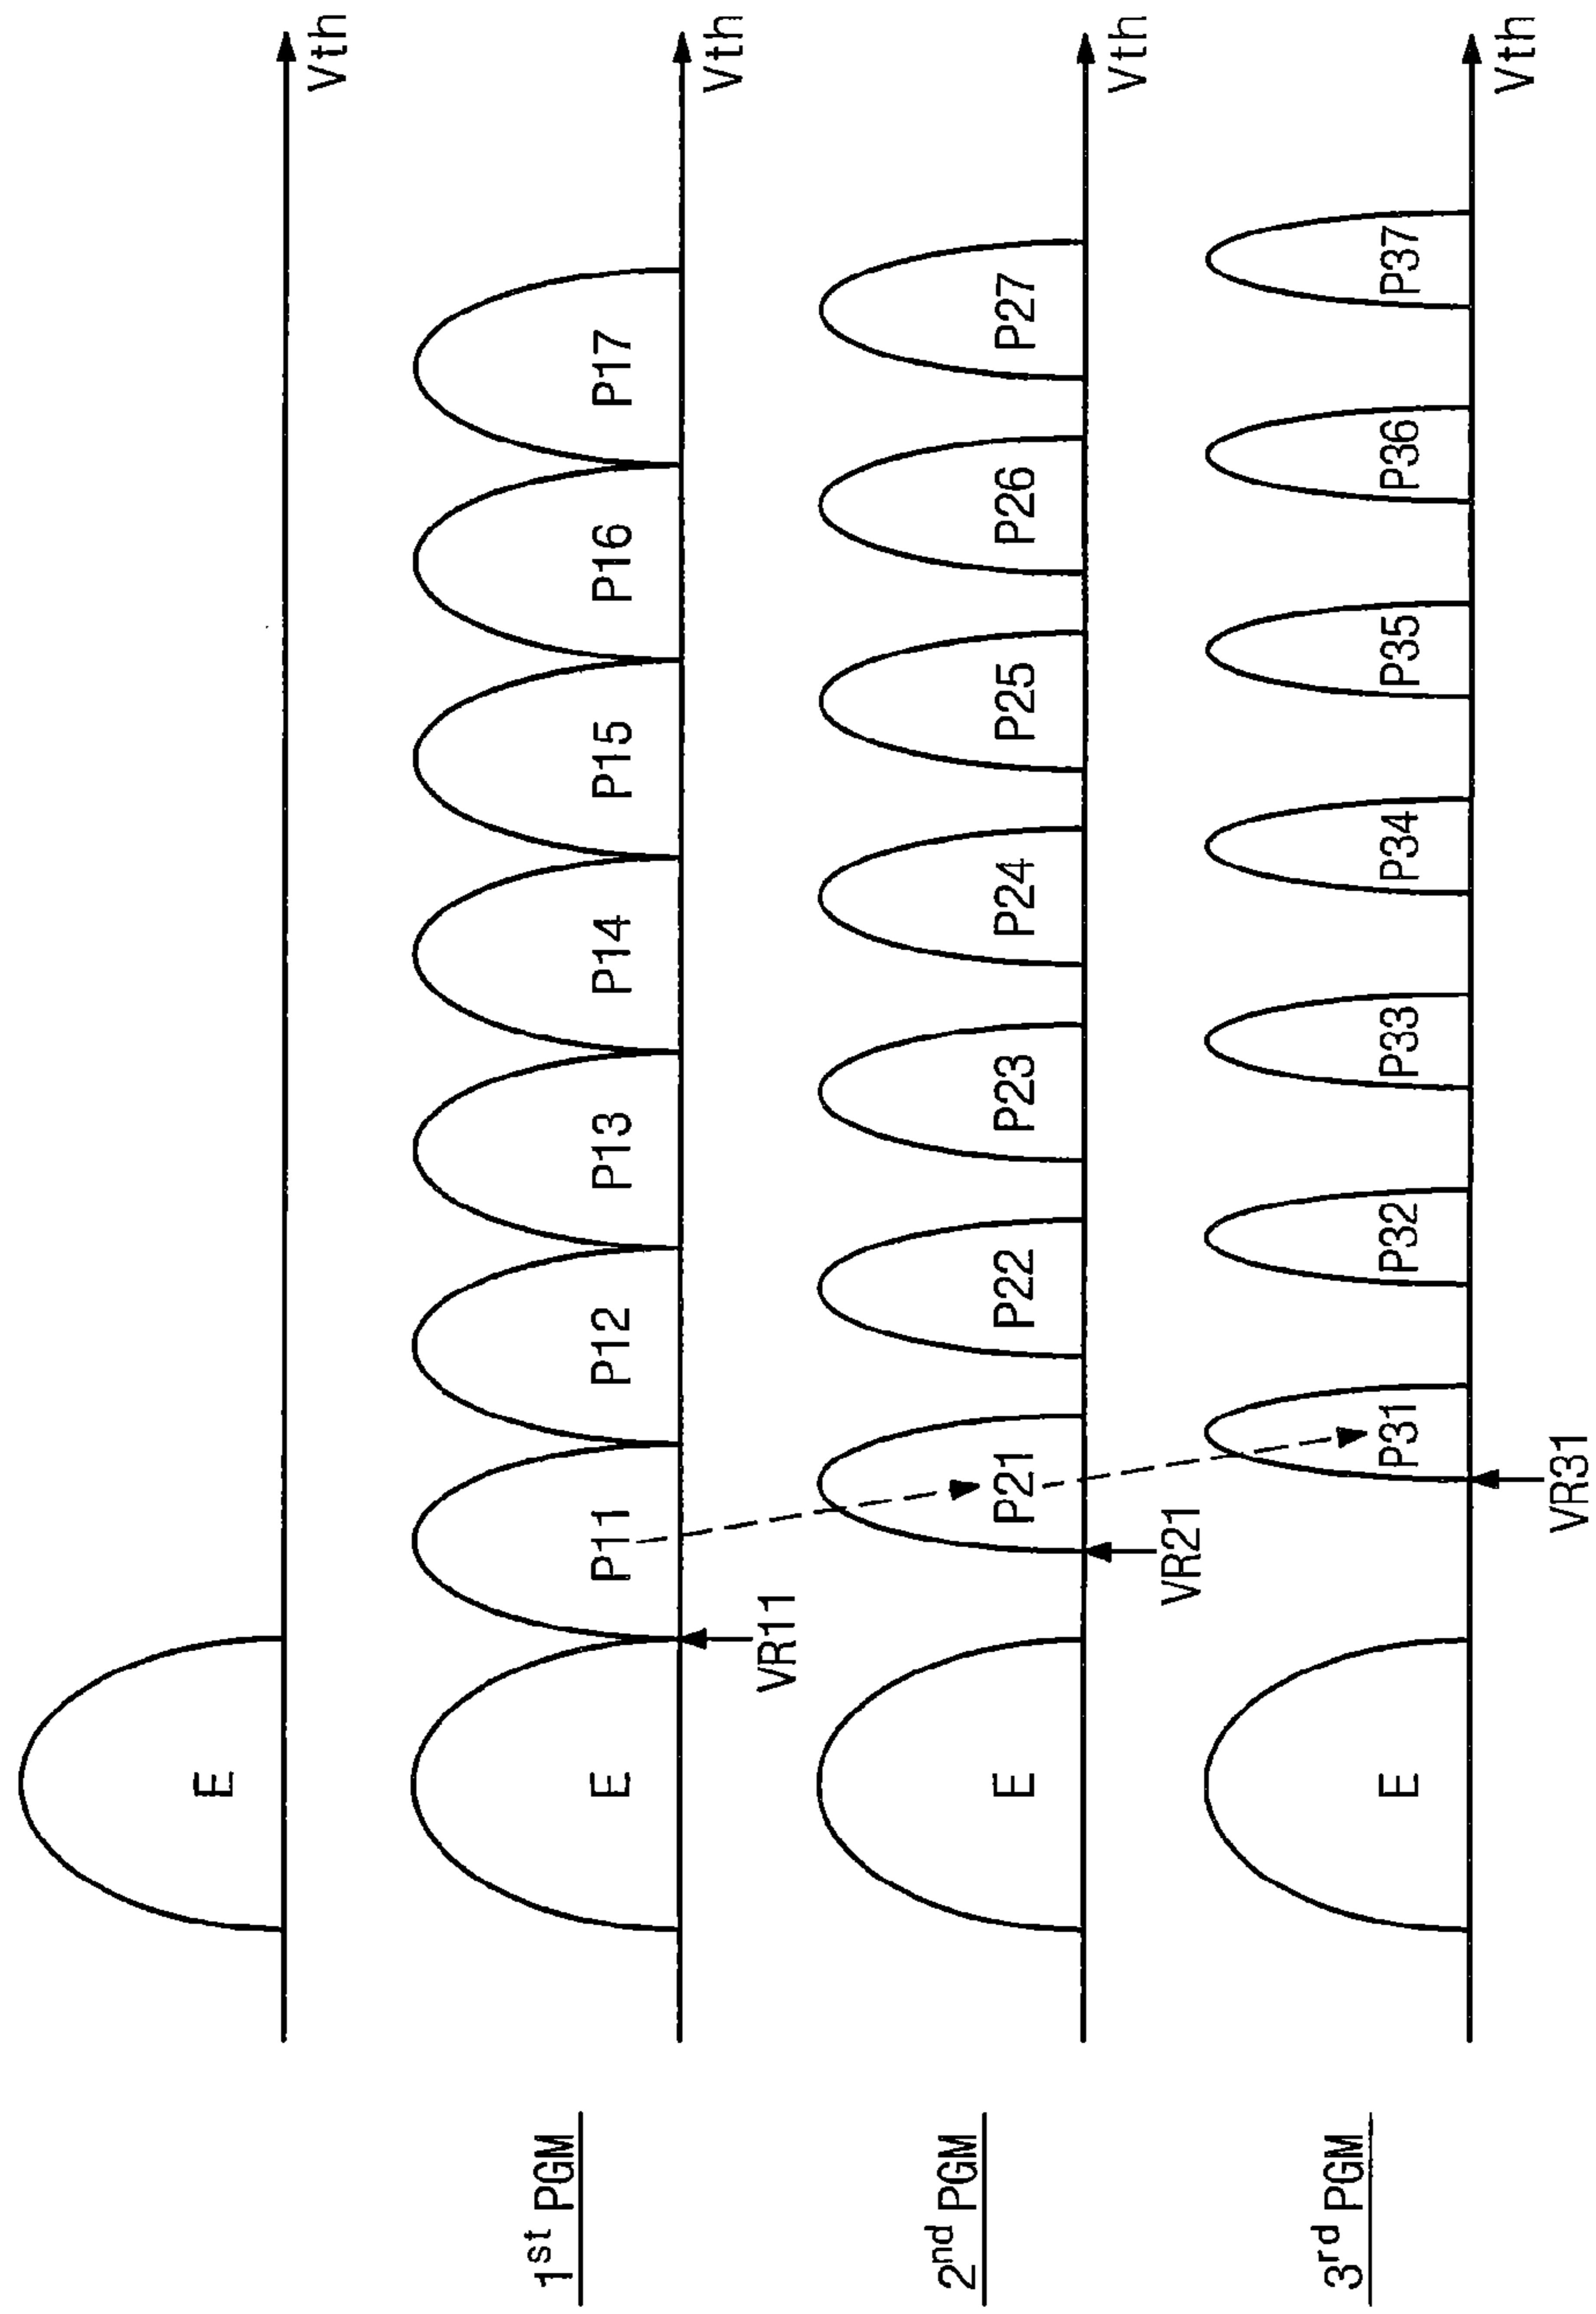 E
Vth
1st PGM
E
P11
P12
P13
P14
P15
P16
P17
Vth
VR11
2nd PGM
E
P21
P22
P23
P24
P25
P26
P27
Vth
VR21
3rd PGM
E
P31
P32
P33
P34
P35
P36
P37
Vth
VR31